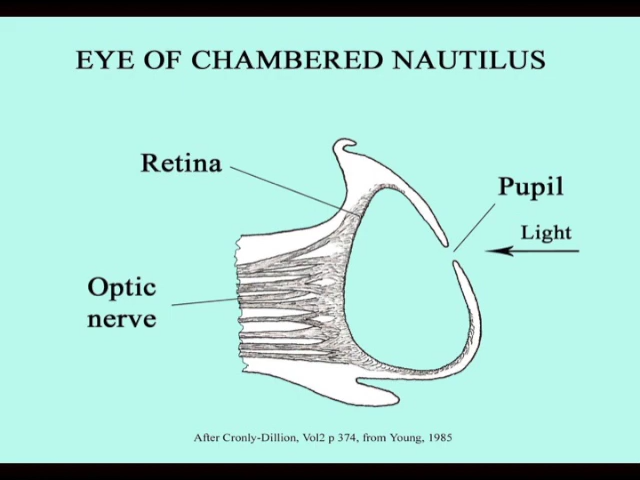 EYE OF CHAMBERED NAUTILUS
Retina
Pupil
Light
Optic
nerve
After Cronly-Dillion, Vol2 p 374, from Young, 1985